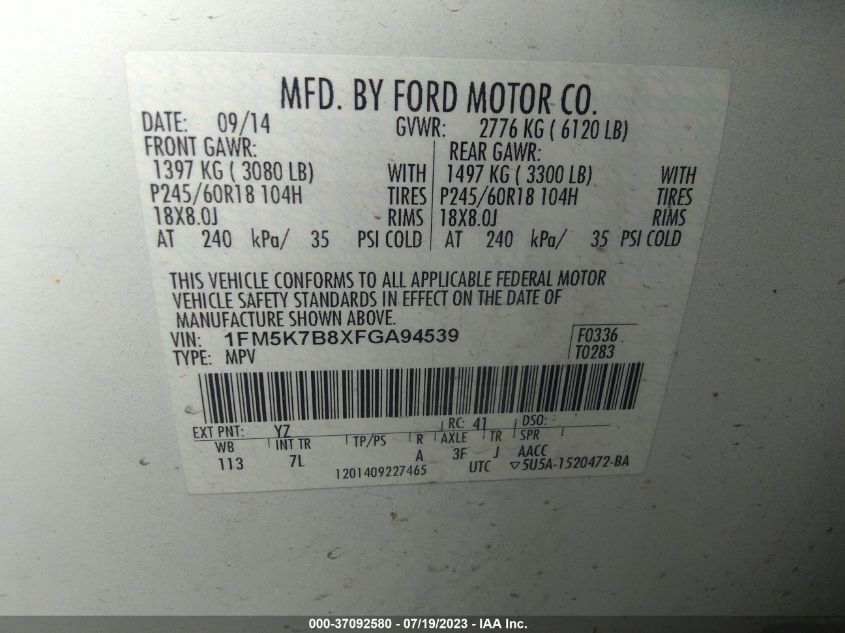 MFD. BY FORD MOTOR CO.
DATE: 09/14 GVWR: 2776 KG ( 6120 LB)
FRONT GAWR: REAR GAWR:
1397 KG ( 3080 LB) WITH 1497 KG ( 3300 LB) WITH
P245/60R18 104H TIRES P245/60R18 104H TIRES
18X8.0J RIMS 18X8.0J RIMS
AT 240 kPa/ 35 PSI COLD AT 240 kPa/ 35 PSI COLD
THIS VEHICLE CONFORMS TO ALL APPLICABLE FEDERAL MOTOR
VEHICLE SAFETY STANDARDS IN EFFECT ON THE DATE OF
MANUFACTURE SHOWN ABOVE.
VIN: 1FM5K7B8XFGA94539 F0336
TYPE: MPV T0283
EXT PNT: YZ RC: 41 DSO:
WB INT TR TP/PS R AXLE TR SPR
113 7L A 3F J AACC
1201409227465 UTC ▽5U5A-1520472-BA
000-37092580 - 07/19/2023 - IAA Inc.